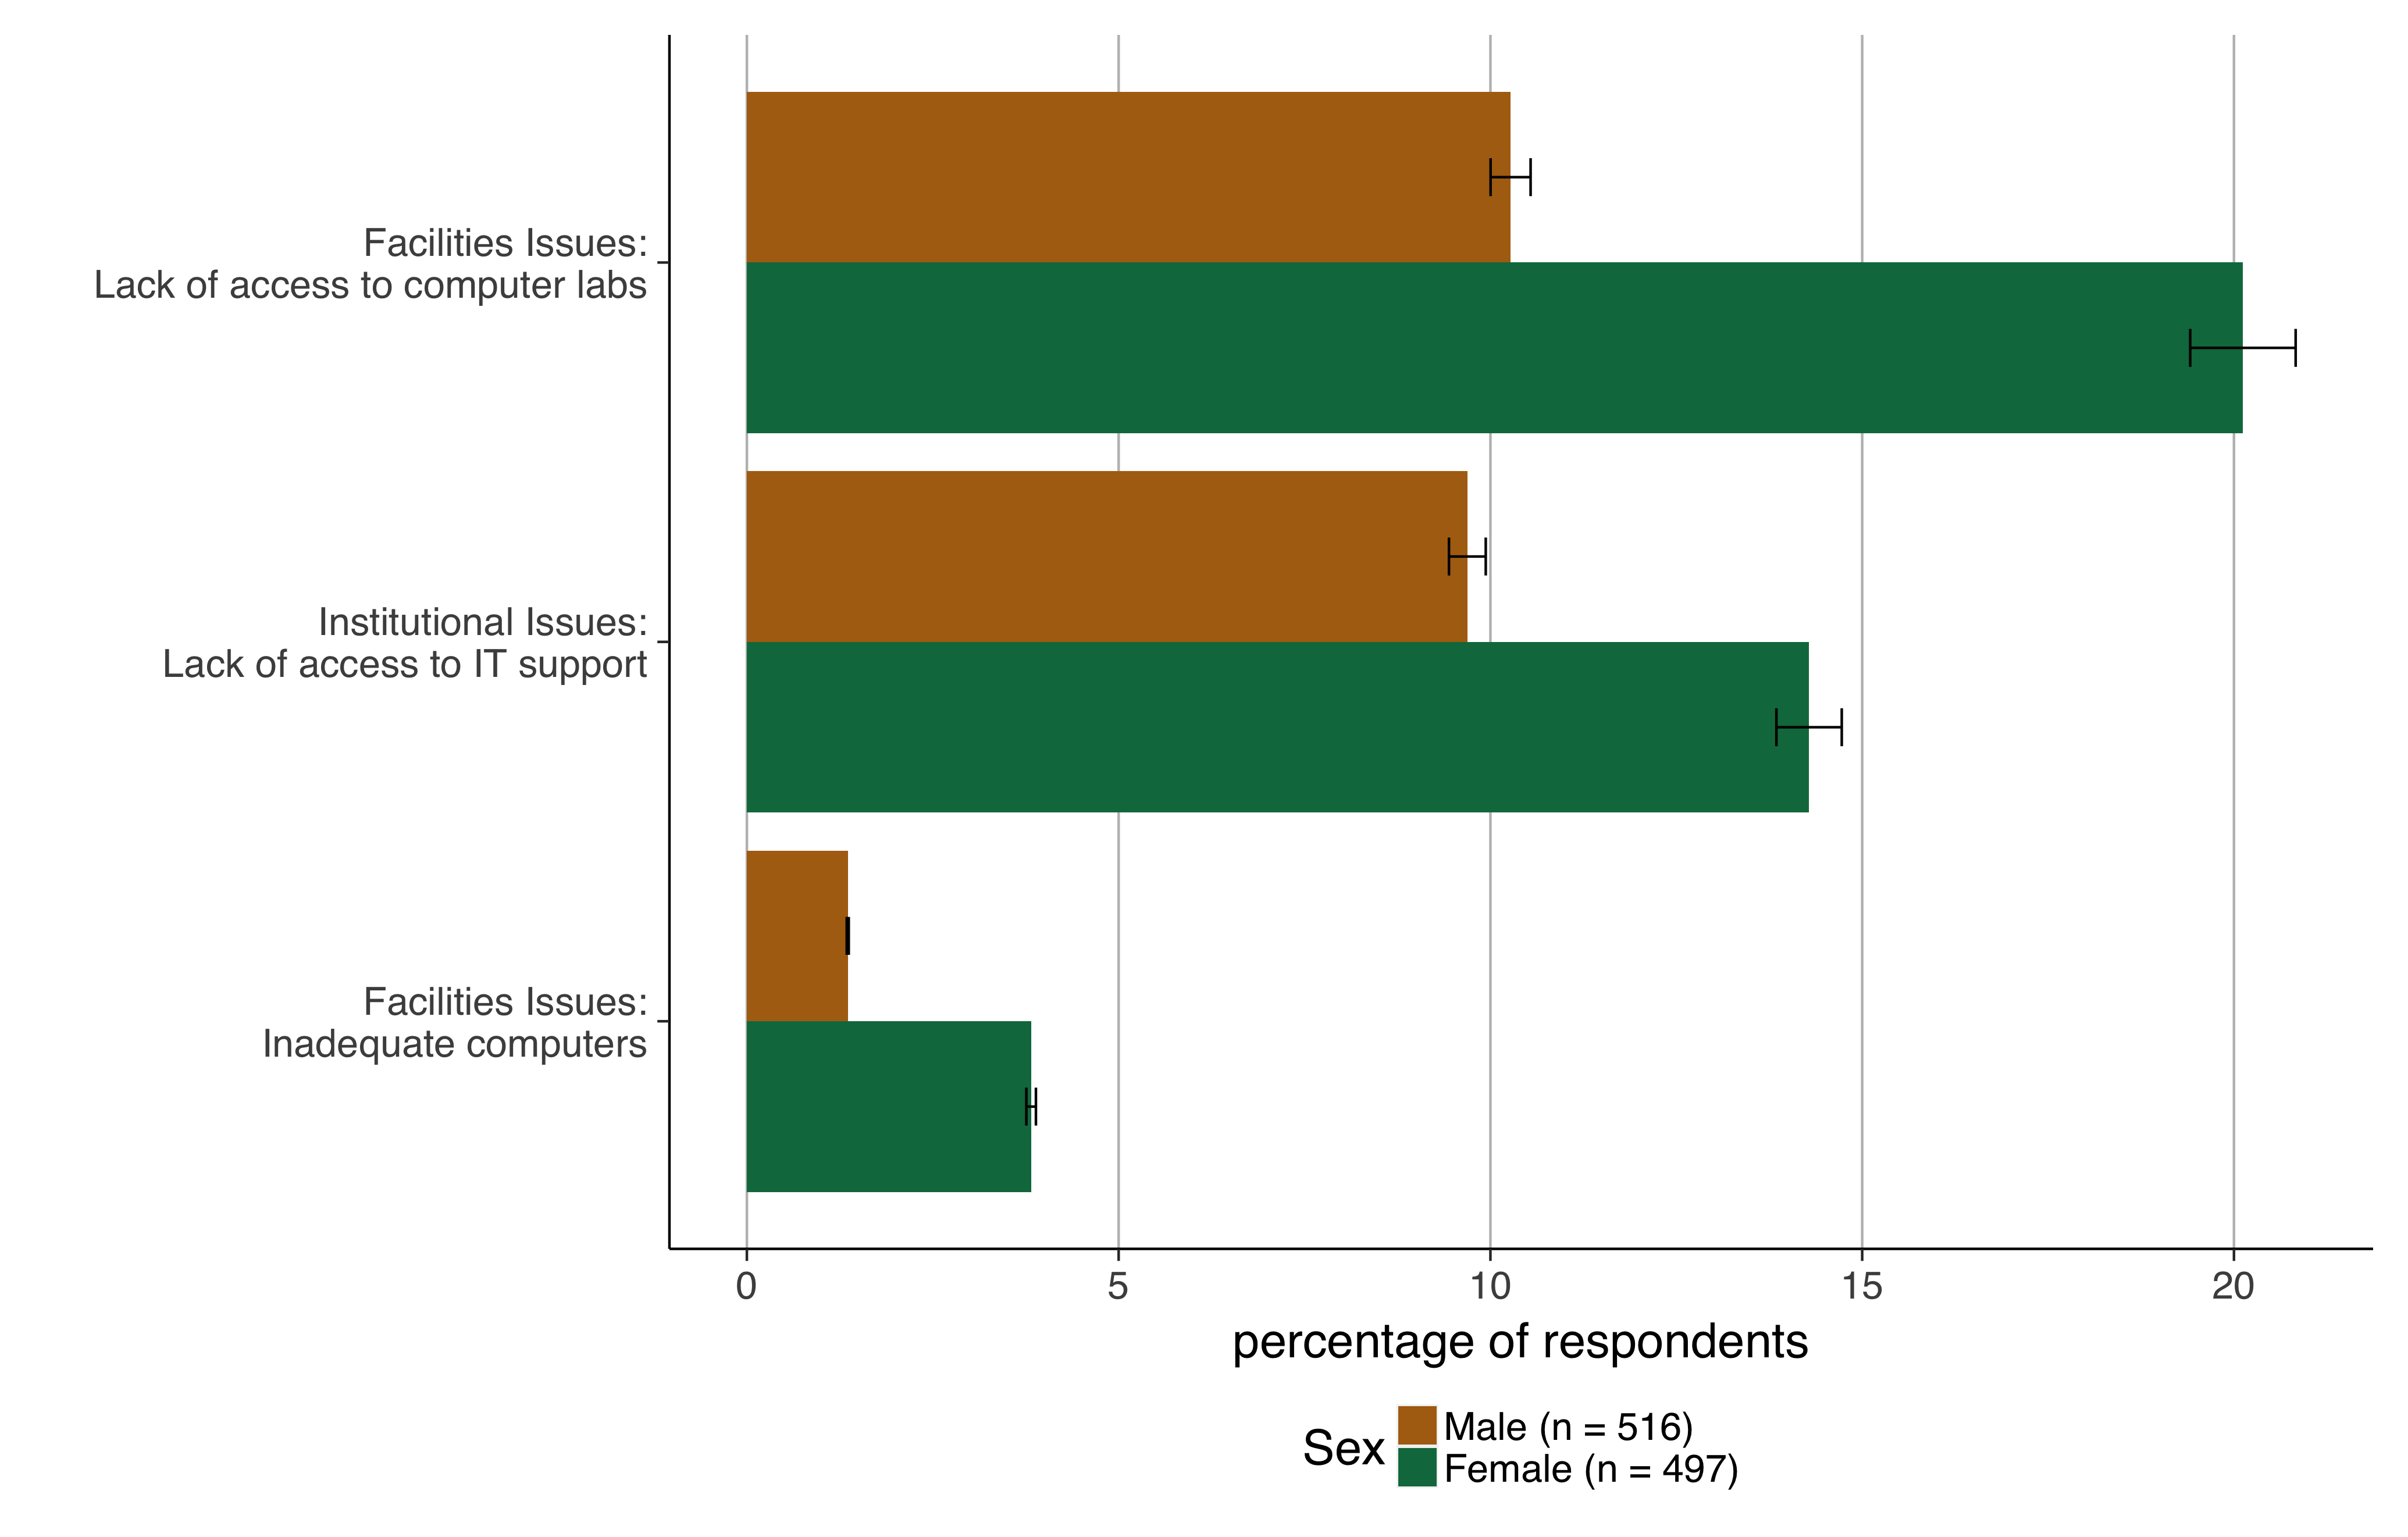 Facilities Issues:
Lack of access to computer labs
Institutional Issues:
Lack of access to IT support
Facilities Issues:
Inadequate computers
0 5 10 15 20
percentage of respondents
Sex
Male (n = 516)
Female (n = 497)